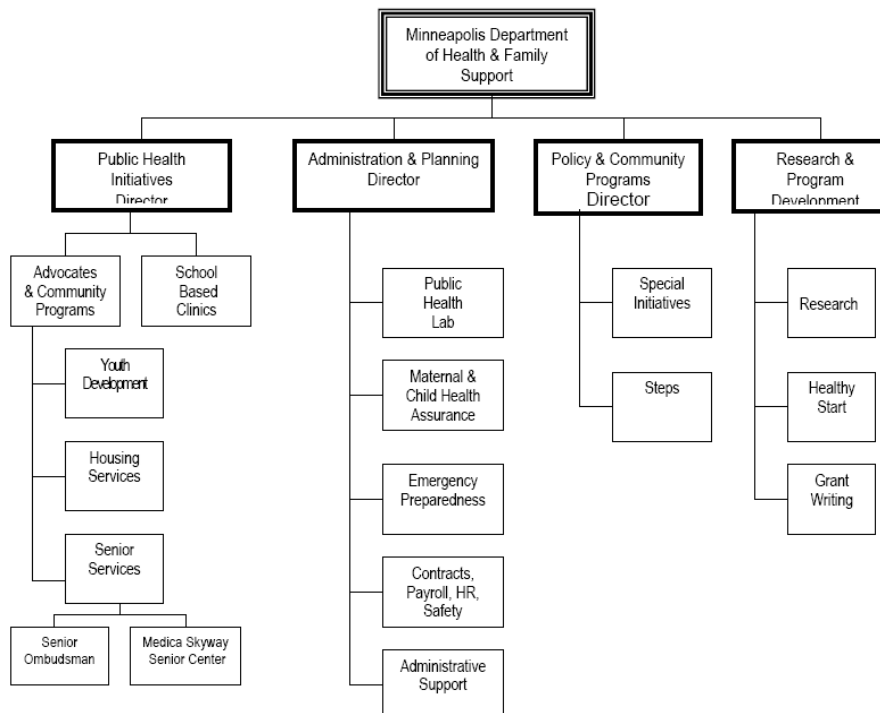 Minneapolis Department
of Health & Family
Support
Public Health
Initiatives
Director
Administration & Planning
Director
Policy & Community
Programs
Director
Research &
Program
Development
Advocates
& Community
Programs
School
Based
Clinics
Youth
Development
Housing
Services
Senior
Services
Senior
Ombudsman
Medica Skyway
Senior Center
Public
Health
Lab
Maternal &
Child Health
Assurance
Emergency
Preparedness
Contracts,
Payroll, HR,
Safety
Administrative
Support
Special
Initiatives
Steps
Research
Healthy
Start
Grant
Writing